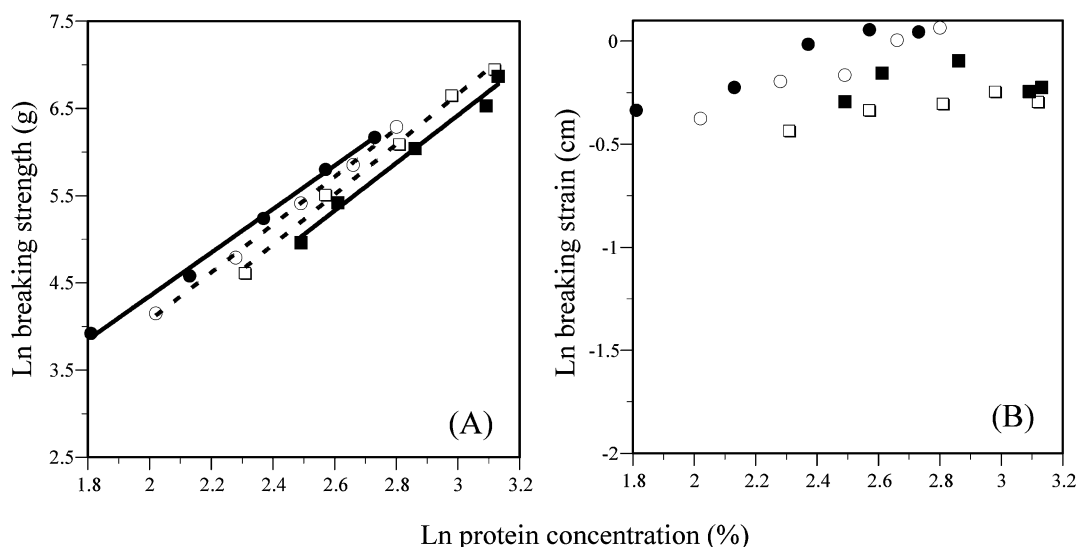 7.5
6.5
5.5
4.5
3.5
2.5
Ln breaking strength (g)
(A)
1.8 2 2.2 2.4 2.6 2.8 3 3.2
0
-0.5
-1
-1.5
-2
Ln breaking strain (cm)
(B)
1.8 2 2.2 2.4 2.6 2.8 3 3.2
Ln protein concentration (%)